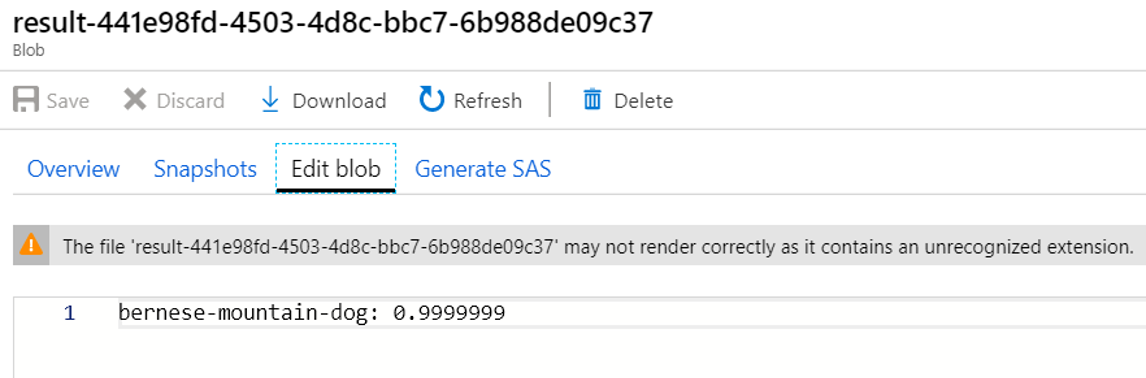 result-441e98fd-4503-4d8c-bbc7-6b988de09c37
Blob
Save Discard Download Refresh Delete
Overview Snapshots Edit blob Generate SAS
The file 'result-441e98fd-4503-4d8c-bbc7-6b988de09c37' may not render correctly as it contains an unrecognized extension.
1 bernese-mountain-dog: 0.9999999